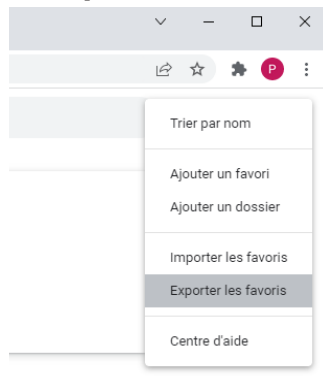 P
Trier par nom
Ajouter un favori
Ajouter un dossier
Importer les favoris
Exporter les favoris
Centre d'aide